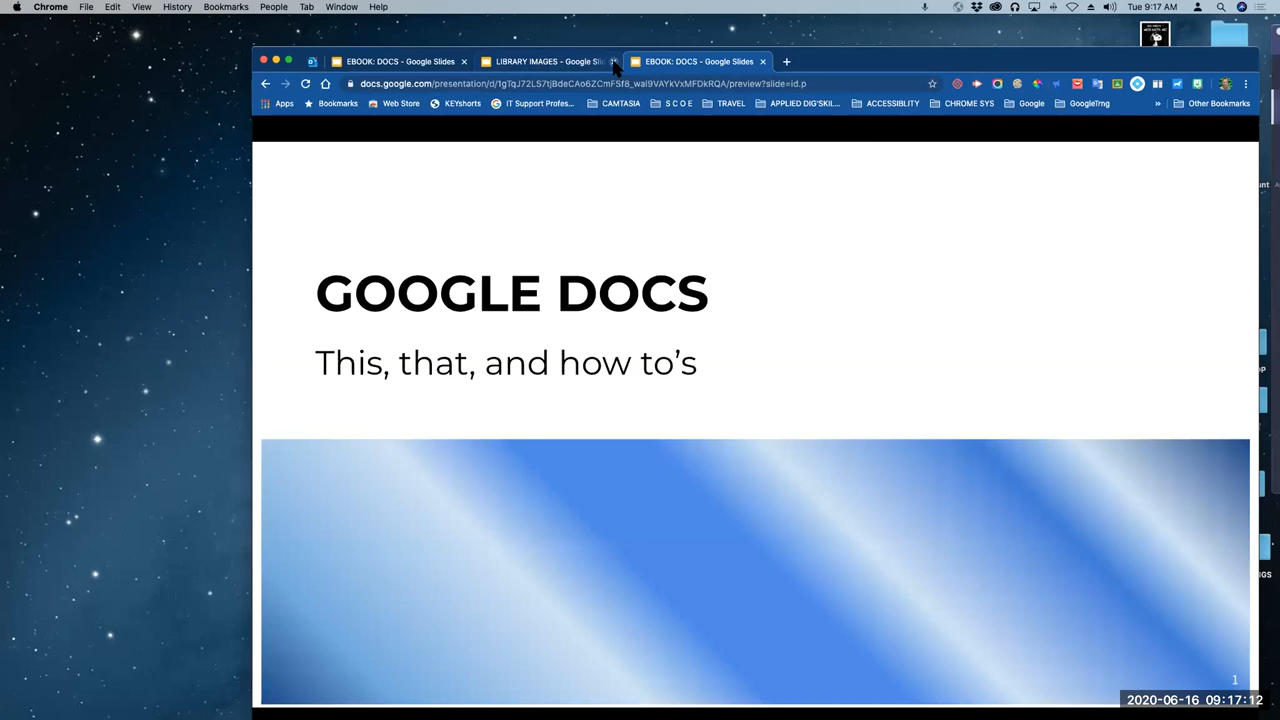 Chrome File Edit View History Bookmarks People Tab Window Help Tue 9:17 AM
EBOOK: DOCS - Google Slides LIBRARY IMAGES - Google EBOOK: DOCS - Google Slides
docs.google.com/presentation/d/1gTqJ72LS7tjBdeCAo6ZCmFSf8_wal9VAYkVxMFDkRQA/preview?slide=id.p
Apps Bookmarks Web Store KEYshorts IT Support Profes... CAMTASIA S C O E TRAVEL APPLIED DIG'SKIL... ACCESSIBLITY CHROME SYS Google GoogleTrng » Other Bookmarks
GOOGLE DOCS
This, that, and how to's
1
2020-06-16 09:17:12